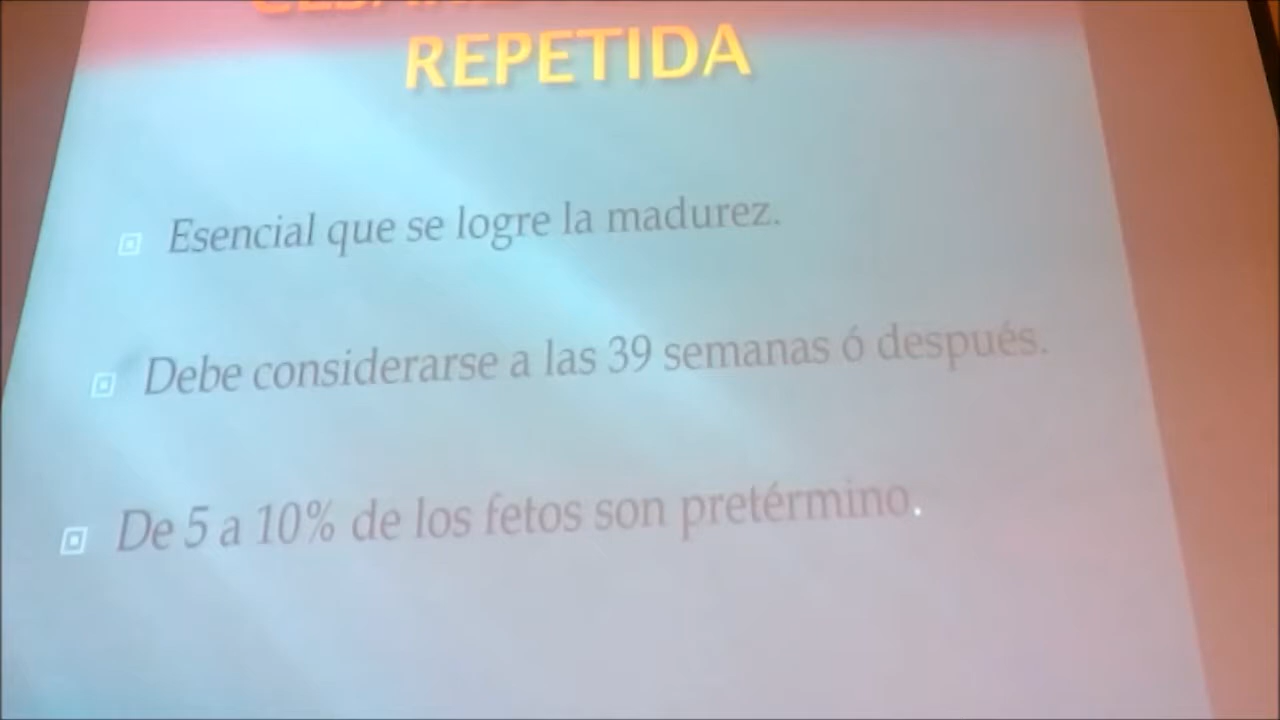 REPETIDA
Esencial que se logre la madurez.
Debe considerarse a las 39 semanas ó después.
De 5 a 10% de los fetos son pretérmino.